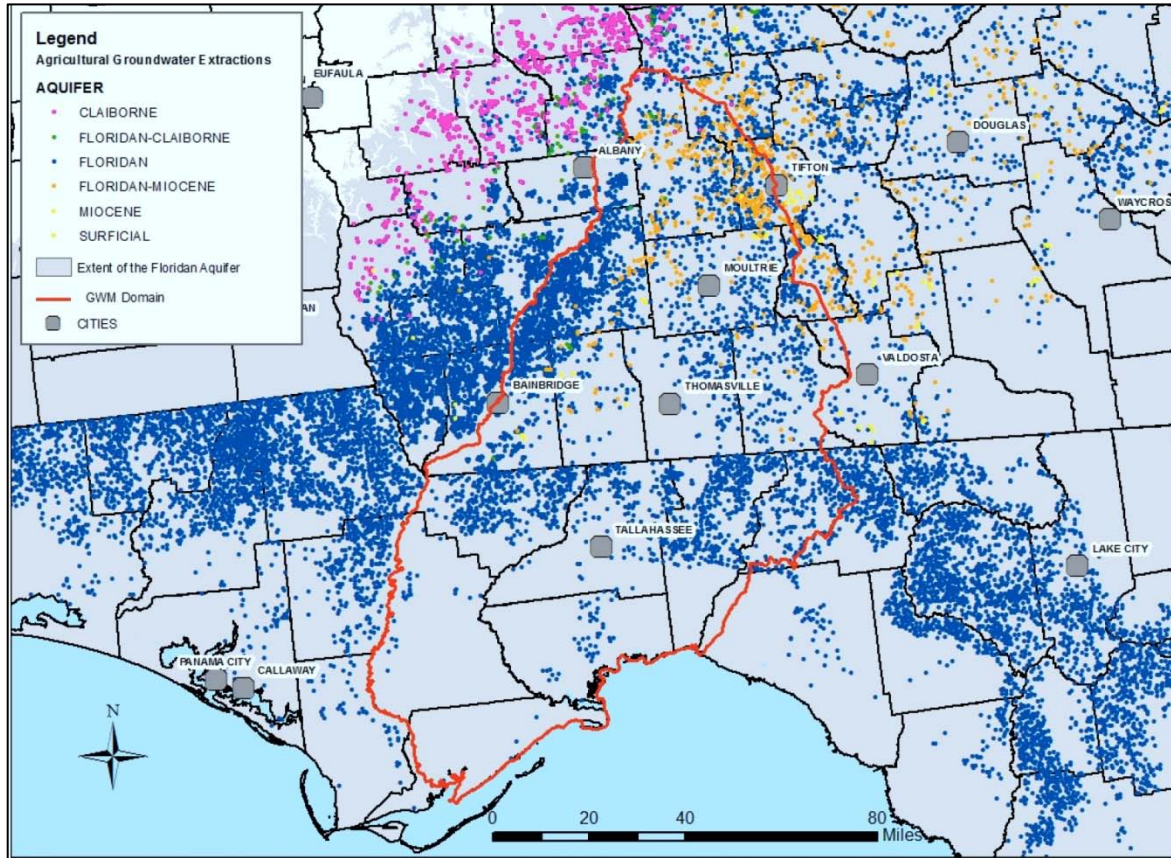 Legend
Agricultural Groundwater Extractions
AQUIFER
CLAIBORNE
FLORIDAN-CLAIBORNE
FLORIDAN
FLORIDAN-MIOCENE
MIOCENE
SURFICIAL
Extent of the Floridan Aquifer
GWM Domain
CITIES
EUFAULA
AN
ALBANY
DOUGLAS
TIFTON
WAYCROS
MOULTRIE
VALDOSTA
BAINBRIDGE
THOMASVILLE
TALLAHASSEE
LAKE CITY
PANAMA CITY
CALLAWAY
N
0 20 40 80
Miles